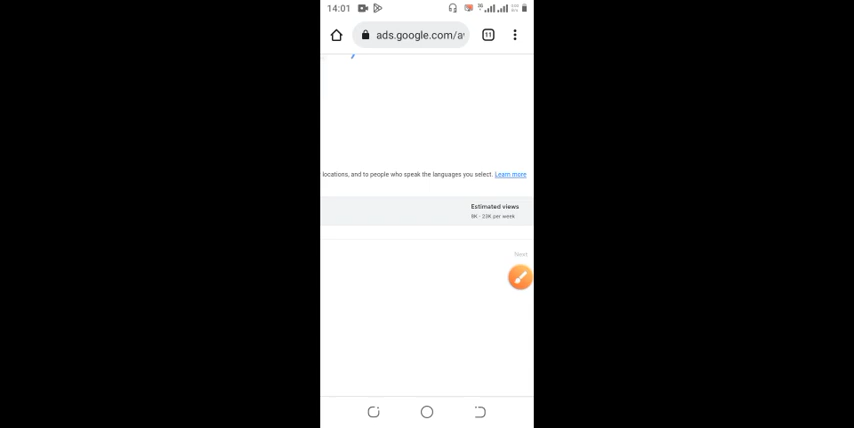 14:01
ads.google.com/a
11
locations, and to people who speak the languages you select. Learn more
Estimated views
8K - 23K per week
Next